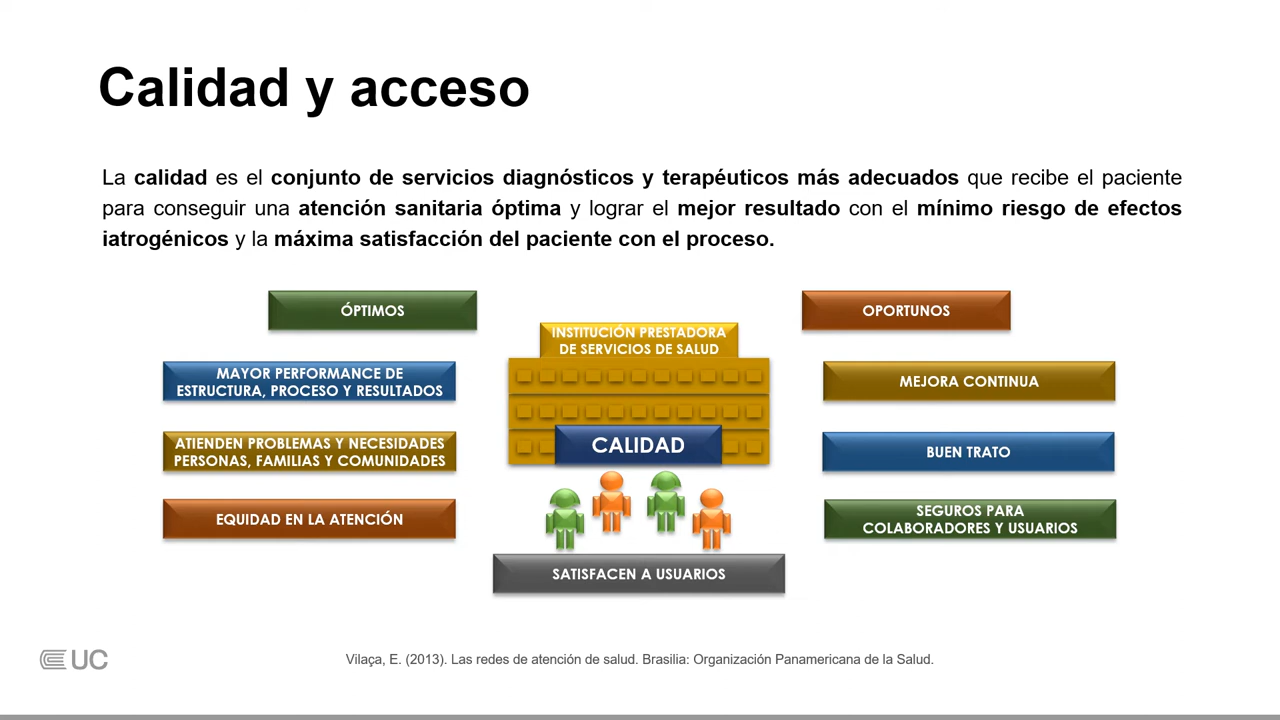 Calidad y acceso
La calidad es el conjunto de servicios diagnósticos y terapéuticos más adecuados que recibe el paciente
para conseguir una atención sanitaria óptima y lograr el mejor resultado con el mínimo riesgo de efectos
iatrogénicos y la máxima satisfacción del paciente con el proceso.
ÓPTIMOS
MAYOR PERFORMANCE DE
ESTRUCTURA, PROCESO Y RESULTADOS
ATIENDEN PROBLEMAS Y NECESIDADES
PERSONAS, FAMILIAS Y COMUNIDADES
EQUIDAD EN LA ATENCIÓN
INSTITUCIÓN PRESTADORA
DE SERVICIOS DE SALUD
CALIDAD
SATISFACEN A USUARIOS
OPORTUNOS
MEJORA CONTINUA
BUEN TRATO
SEGUROS PARA
COLABORADORES Y USUARIOS
UC
Vilaça, E. (2013). Las redes de atención de salud. Brasilia: Organización Panamericana de la Salud.